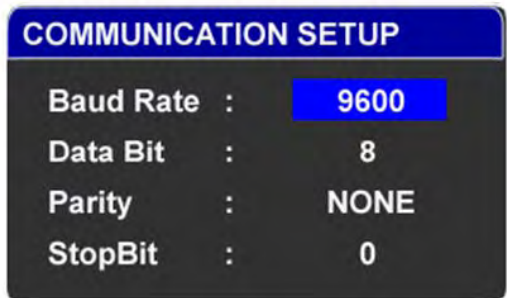 COMMUNICATION SETUP
Baud Rate : 9600
Data Bit : 8
Parity : NONE
StopBit : 0